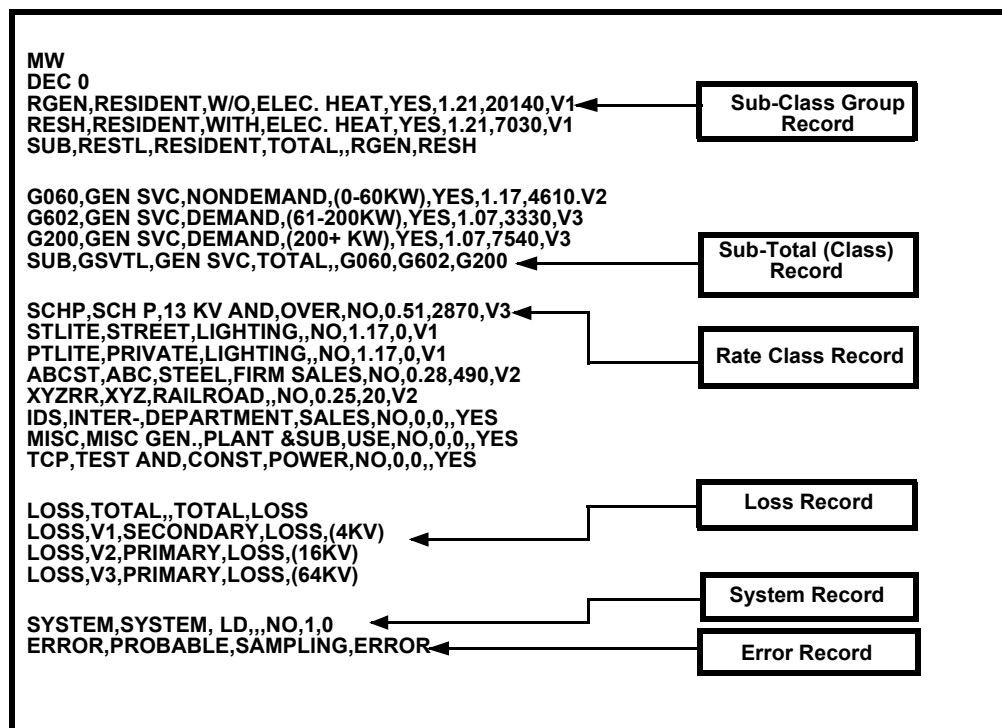 MW
DEC 0
RGEN,RESIDENT,W/O,ELEC. HEAT,YES,1.21,20140,V1
RESH,RESIDENT,WITH,ELEC. HEAT,YES,1.21,7030,V1
SUB,RESTL,RESIDENT,TOTAL,,RGEN,RESH
Sub-Class Group
Record
G060,GEN SVC,NONDEMAND,(0-60KW),YES,1.17,4610.V2
G602,GEN SVC,DEMAND,(61-200KW),YES,1.07,3330,V3
G200,GEN SVC,DEMAND,(200+ KW),YES,1.07,7540,V3
SUB,GSVTL,GEN SVC,TOTAL,,G060,G602,G200
Sub-Total (Class)
Record
SCHP,SCH P,13 KV AND,OVER,NO,0.51,2870,V3
STLITE,STREET,LIGHTING,,NO,1.17,0,V1
PTLITE,PRIVATE,LIGHTING,,NO,1.17,0,V1
ABCST,ABC,STEEL,FIRM SALES,NO,0.28,490,V2
XYZRR,XYZ,RAILROAD,,NO,0.25,20,V2
IDS,INTER-,DEPARTMENT,SALES,NO,0,0,,YES
MISC,MISC GEN.,PLANT &SUB,USE,NO,0,0,,YES
TCP,TEST AND,CONST,POWER,NO,0,0,,YES
Rate Class Record
LOSS,TOTAL,,TOTAL,LOSS
LOSS,V1,SECONDARY,LOSS,(4KV)
LOSS,V2,PRIMARY,LOSS,(16KV)
LOSS,V3,PRIMARY,LOSS,(64KV)
Loss Record
SYSTEM,SYSTEM, LD,,,NO,1,0
ERROR,PROBABLE,SAMPLING,ERROR
System Record
Error Record